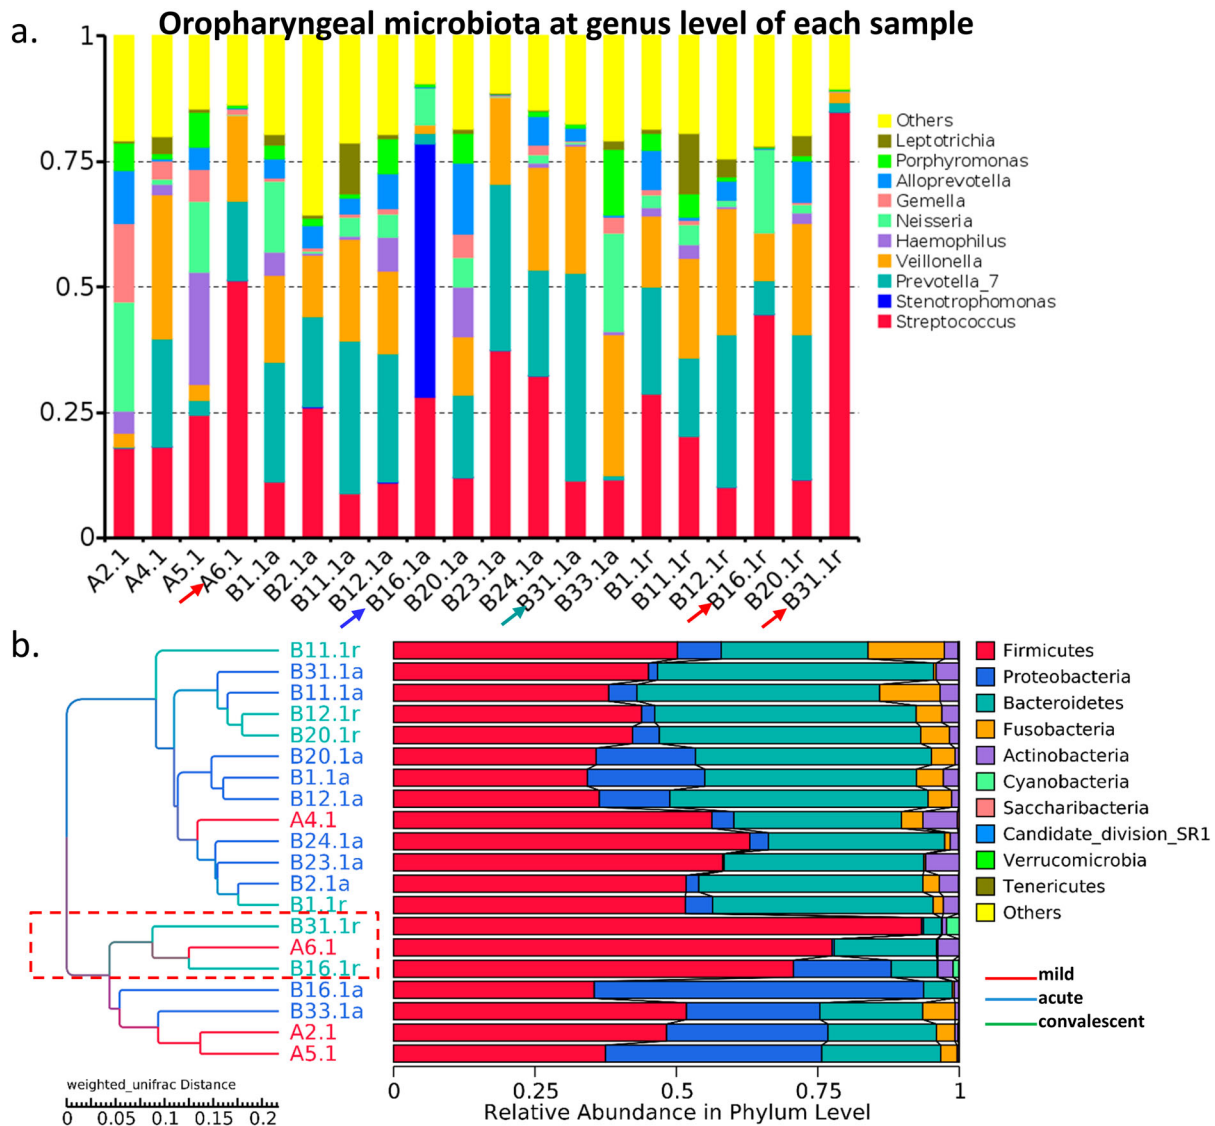 a.
Oropharyngeal microbiota at genus level of each sample
1
0.75
0.5
0.25
0
Others
Leptotrichia
Porphyromonas
Alloprevotella
Gemella
Neisseria
Haemophilus
Veillonella
Prevotella_7
Stenotrophomonas
Streptococcus
A2.1
A4.1
A5.1
A6.1
B1.1a
B2.1a
B11.1a
B12.1a
B16.1a
B20.1a
B23.1a
B24.1a
B31.1a
B33.1a
B1.1r
B11.1r
B12.1r
B16.1r
B20.1r
B31.1r
b.
B11.1r
B31.1a
B11.1a
B12.1r
B20.1r
B20.1a
B1.1a
B12.1a
A4.1
B24.1a
B23.1a
B2.1a
B1.1r
B31.1r
A6.1
B16.1r
B16.1a
B33.1a
A2.1
A5.1
Firmicutes
Proteobacteria
Bacteroidetes
Fusobacteria
Actinobacteria
Cyanobacteria
Saccharibacteria
Candidate_division_SR1
Verrucomicrobia
Tenericutes
Others
mild
acute
convalescent
weighted_unifrac Distance
0 0.05 0.1 0.15 0.2
0 0.25 0.5 0.75 1
Relative Abundance in Phylum Level